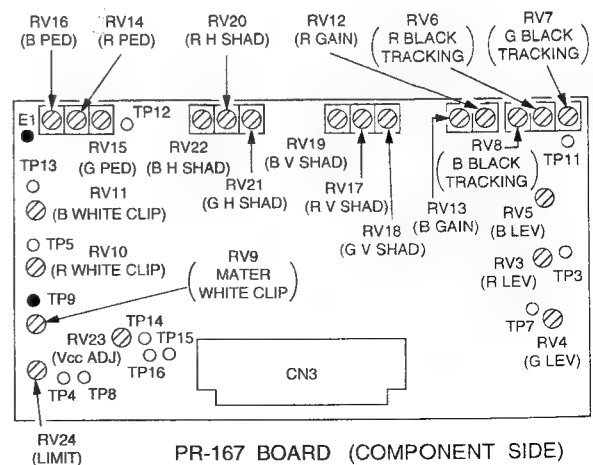 RV16
(B PED)
RV14
(R PED)
RV20
(R H SHAD)
RV12
(R GAIN)
RV6
(R BLACK
TRACKING)
RV7
(G BLACK
TRACKING)
E1
TP12
TP13
RV15
(G PED)
RV22
(B H SHAD)
RV19
(B V SHAD)
RV8
(B BLACK
TRACKING)
TP11
RV11
(B WHITE CLIP)
RV21
(G H SHAD)
RV17
(R V SHAD)
RV13
(B GAIN)
RV5
(B LEV)
RV18
(G V SHAD)
TP5
RV10
(R WHITE CLIP)
RV9
(MATER
WHITE CLIP)
RV3
(R LEV)
TP3
TP9
TP14
RV23
(Vcc ADJ)
TP15
TP16
TP7
RV4
(G LEV)
CN3
TP4
TP8
RV24
(LIMIT)
PR-167 BOARD (COMPONENT SIDE)